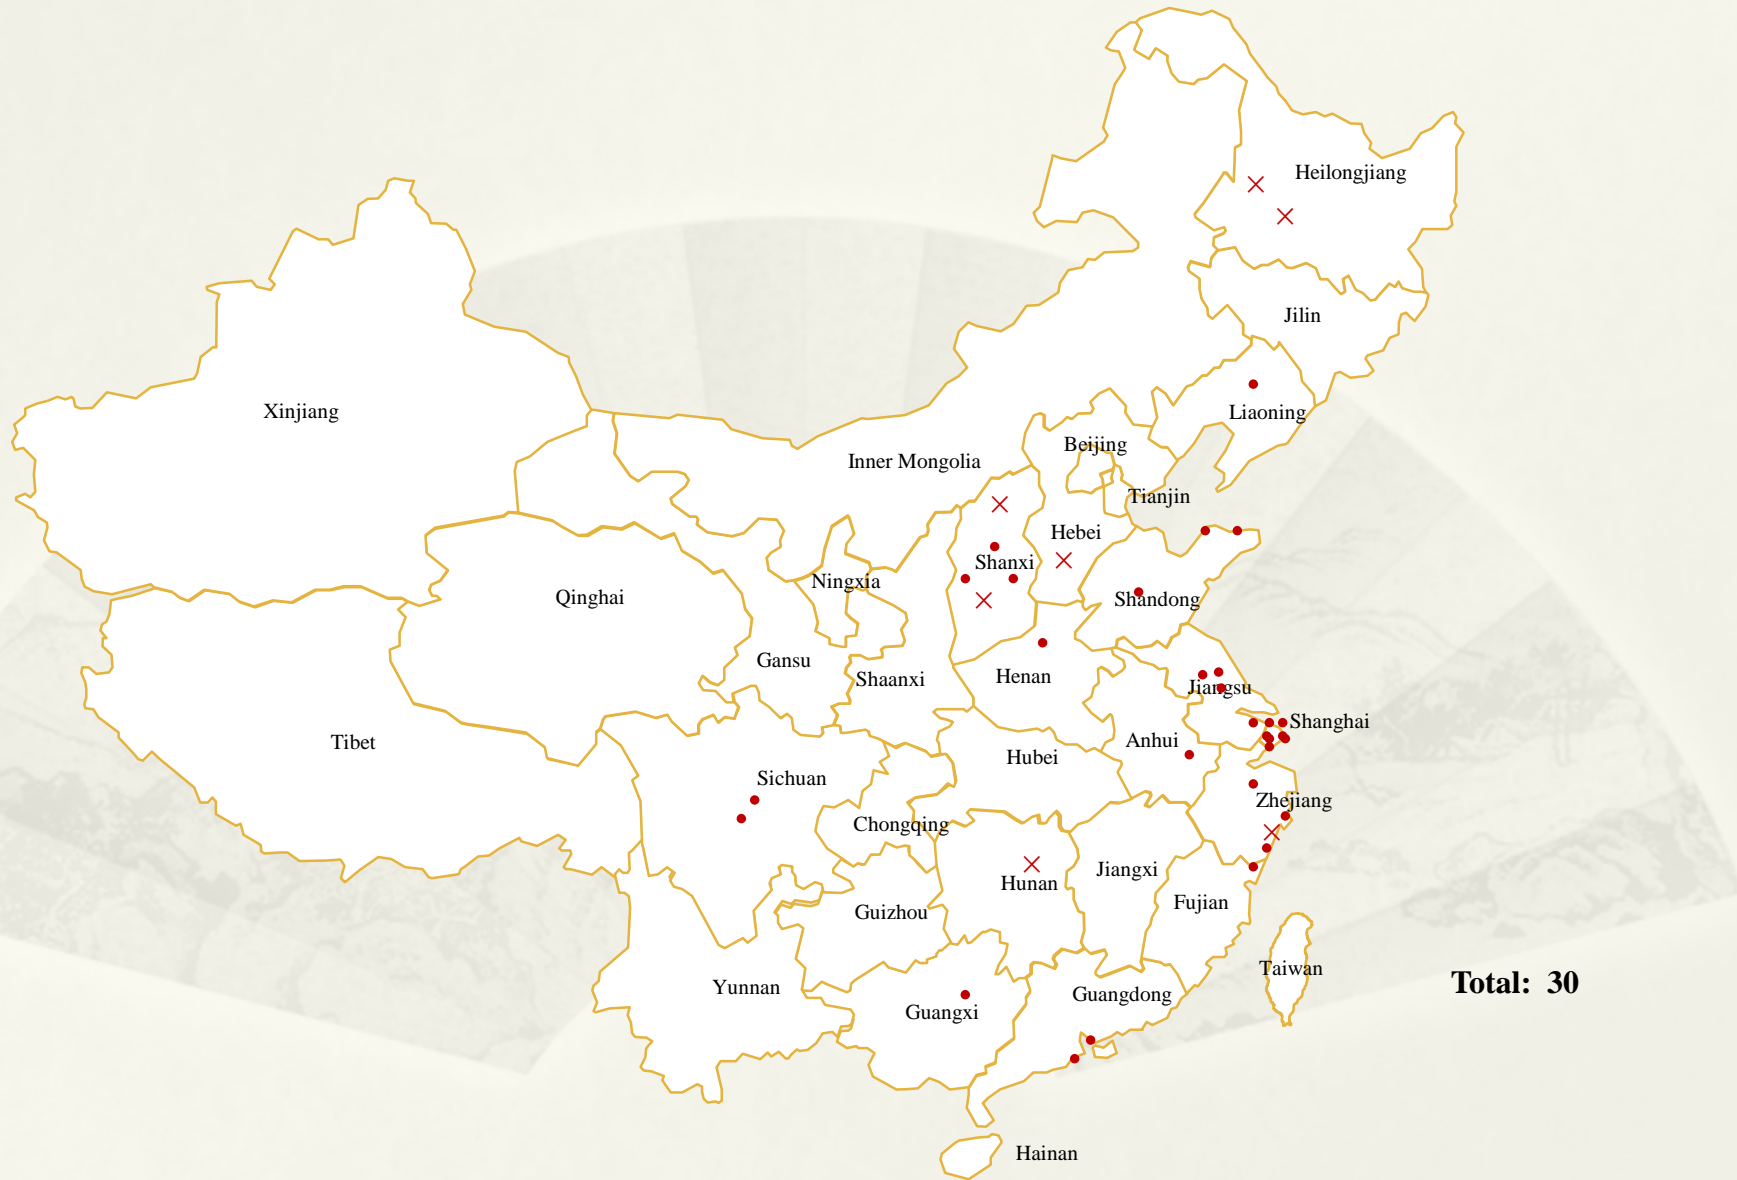 Heilongjiang
Jilin
Xinjiang
Liaoning
Beijing
Inner Mongolia
Tianjin
Hebei
Shanxi
Ningxia
Qinghai
Shandong
Gansu
Shaanxi
Henan
Jiangsu
Shanghai
Tibet
Anhui
Hubei
Sichuan
Zhejiang
Chongqing
Jiangxi
Hunan
Fujian
Guizhou
Taiwan
Total: 30
Yunnan
Guangdong
Guangxi
Hainan